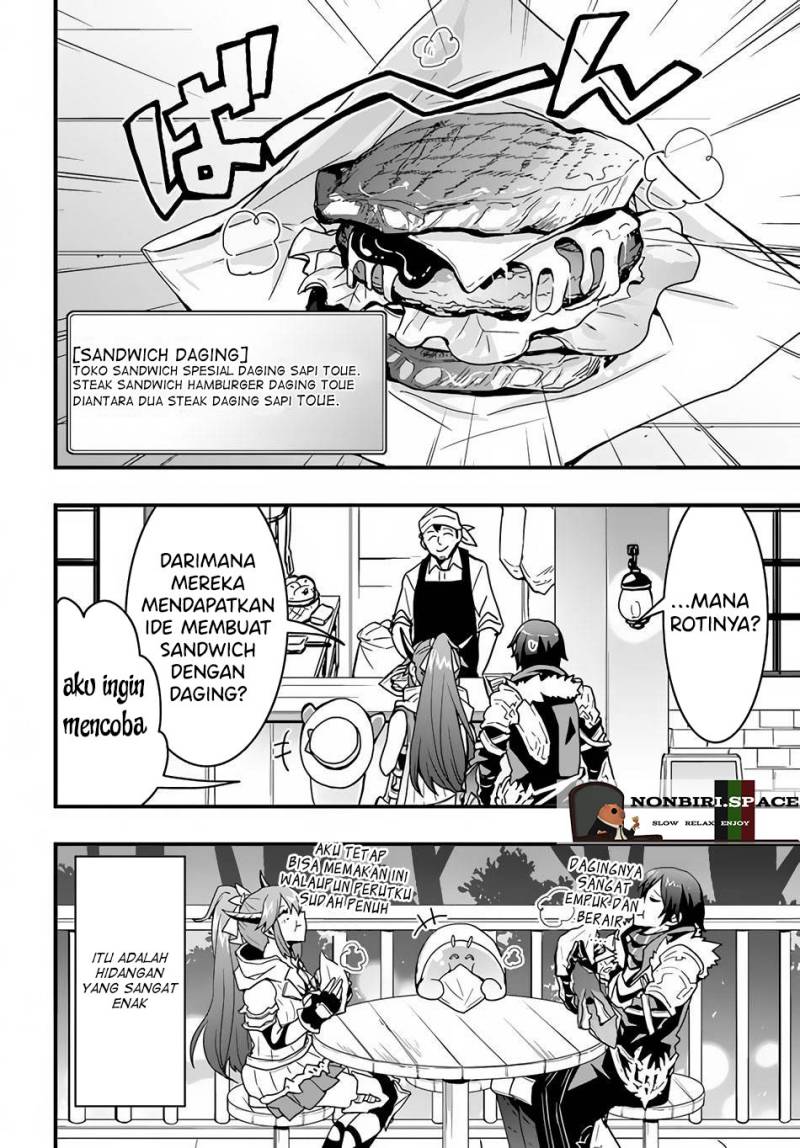 ばーん
[SANDWICH DAGING]
TOKO SANDWICH SPESIAL DAGING SAPI TOUE.
STEAK SANDWICH HAMBURGER DAGING TOUE
DIANTARA DUA STEAK DAGING SAPI TOUE.
...MANA
ROTINYA?
DARIMANA
MEREKA
MENDAPATKAN
IDE MEMBUAT
SANDWICH
DENGAN
DAGING?
aku ingin
mencoba
NONBIRI.SPACE
SLOW RELAX ENJOY
DAGINGNYA
SANGAT
EMPUK DAN
BERAIR
AKU TETAP
BISA MEMAKAN INI
WALAUPUN PERUTKU
SUDAH PENUH
ITU ADALAH
HIDANGAN
YANG SANGAT
ENAK